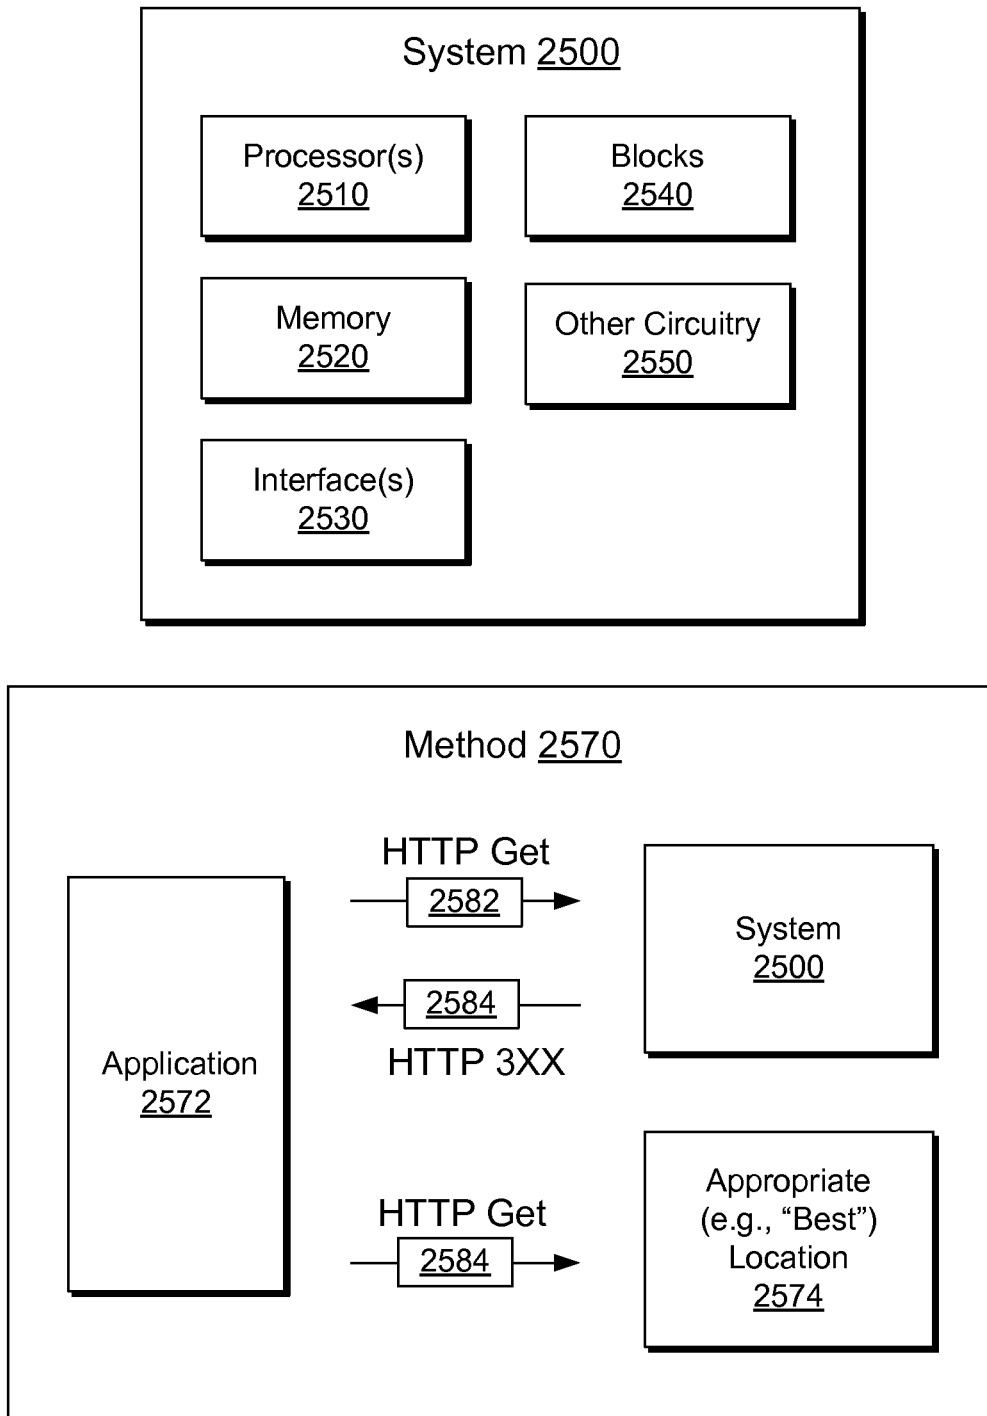 System 2500
Processor(s)
2510
Blocks
2540
Memory
2520
Other Circuitry
2550
Interface(s)
2530
Method 2570
HTTP Get
2582
System
2500
2584
HTTP 3XX
Application
2572
HTTP Get
2584
Appropriate
(e.g., “Best”)
Location
2574